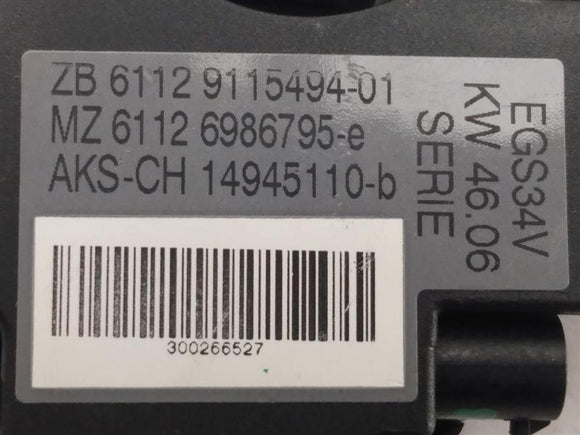 ZB 6112 9115494-01
MZ 6112 6986795-e
AKS-CH 14945110-b
EGS34V
KW 46.06
SERIE
300266527